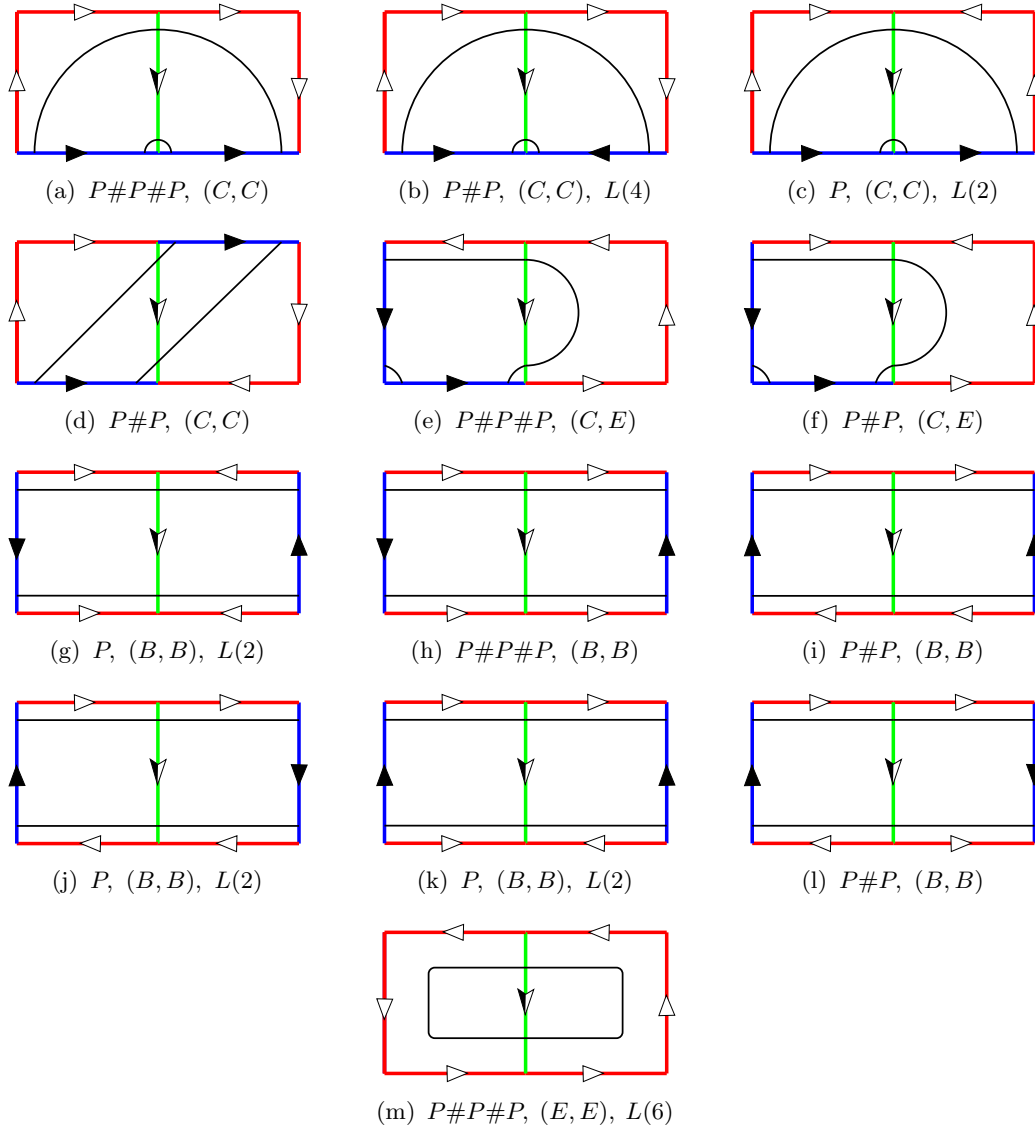 (a) P#P#P, (C, C)
(b) P#P, (C, C), L(4)
(c) P, (C, C), L(2)
(d) P#P, (C, C)
(e) P#P#P, (C, E)
(f) P#P, (C, E)
(g) P, (B, B), L(2)
(h) P#P#P, (B, B)
(i) P#P, (B, B)
(j) P, (B, B), L(2)
(k) P, (B, B), L(2)
(l) P#P, (B, B)
(m) P#P#P, (E, E), L(6)